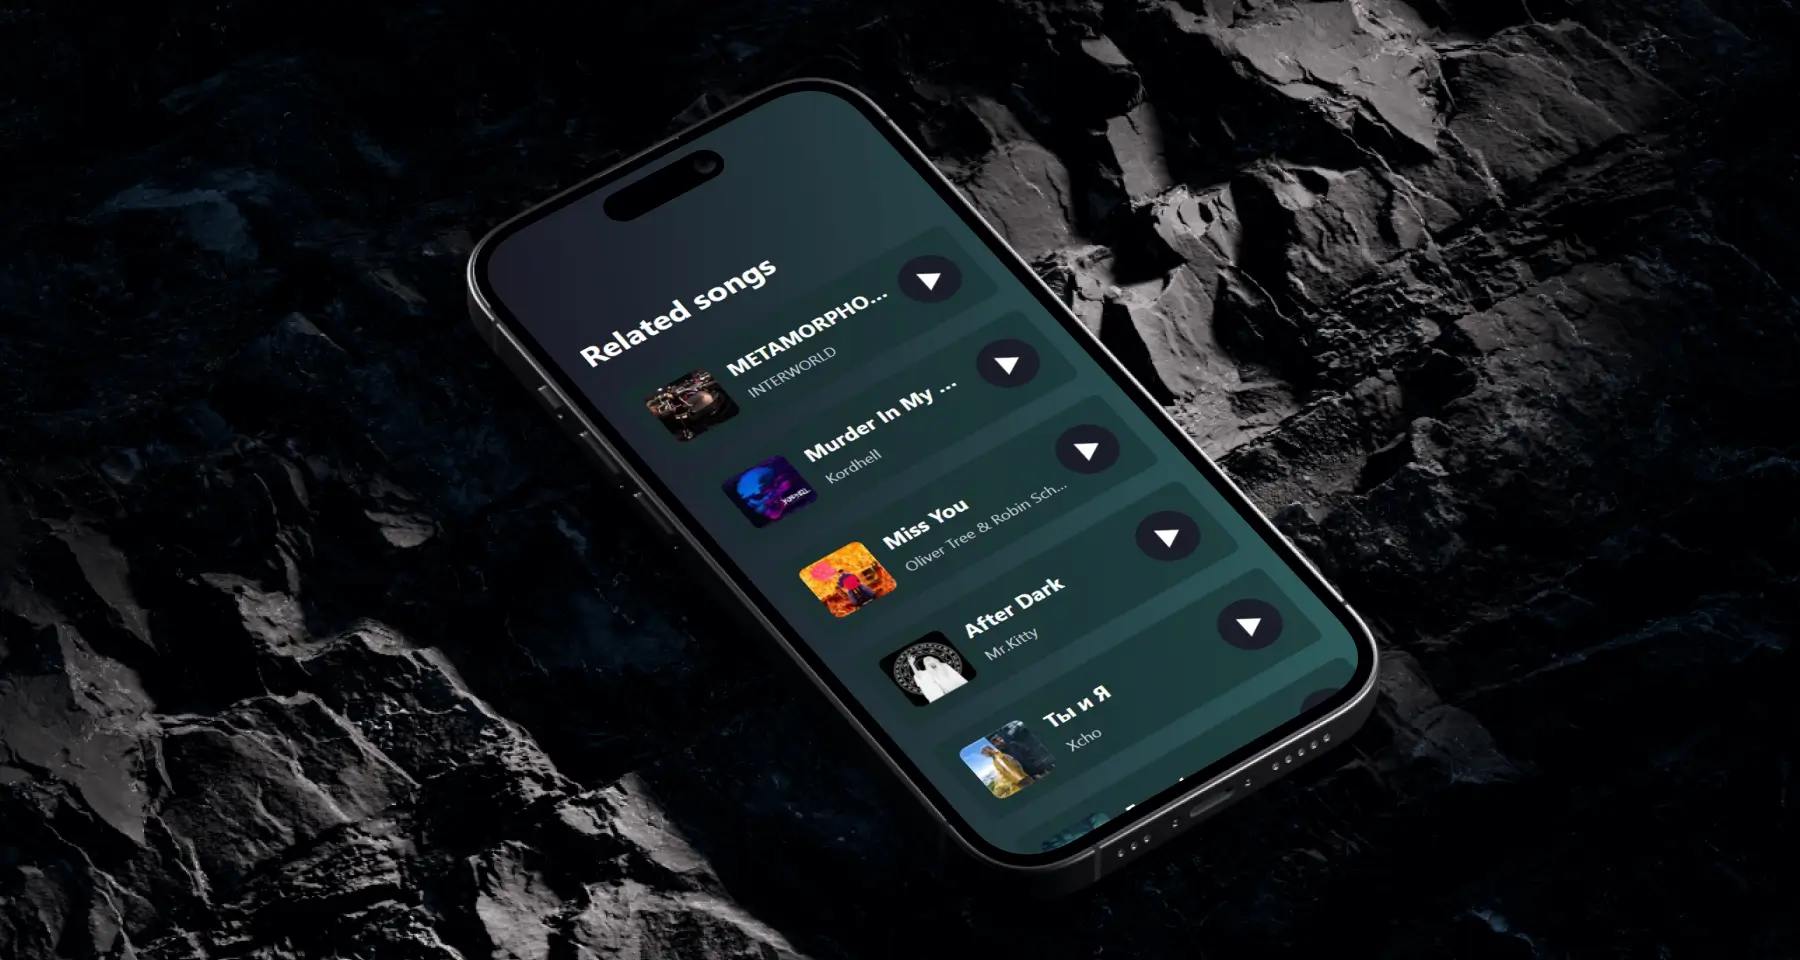 Related songs
METAMORPHO...
INTERWORLD
Murder In My ...
Kordhell
Miss You
Oliver Tree & Robin Sch...
After Dark
Mr.Kitty
Ты и Я
Xcho